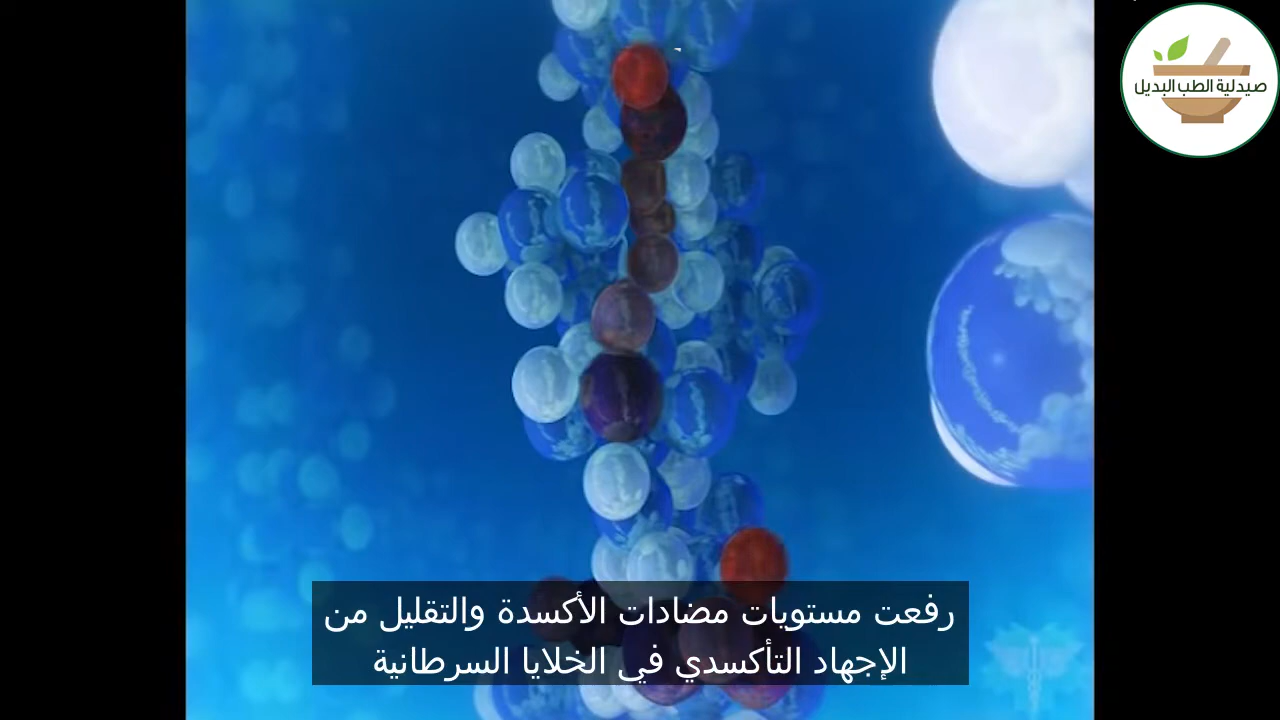 صيدلية الطب البديل
رفعت مستويات مضادات الأكسدة والتقليل من
الإجهاد التأكسدي في الخلايا السرطانية